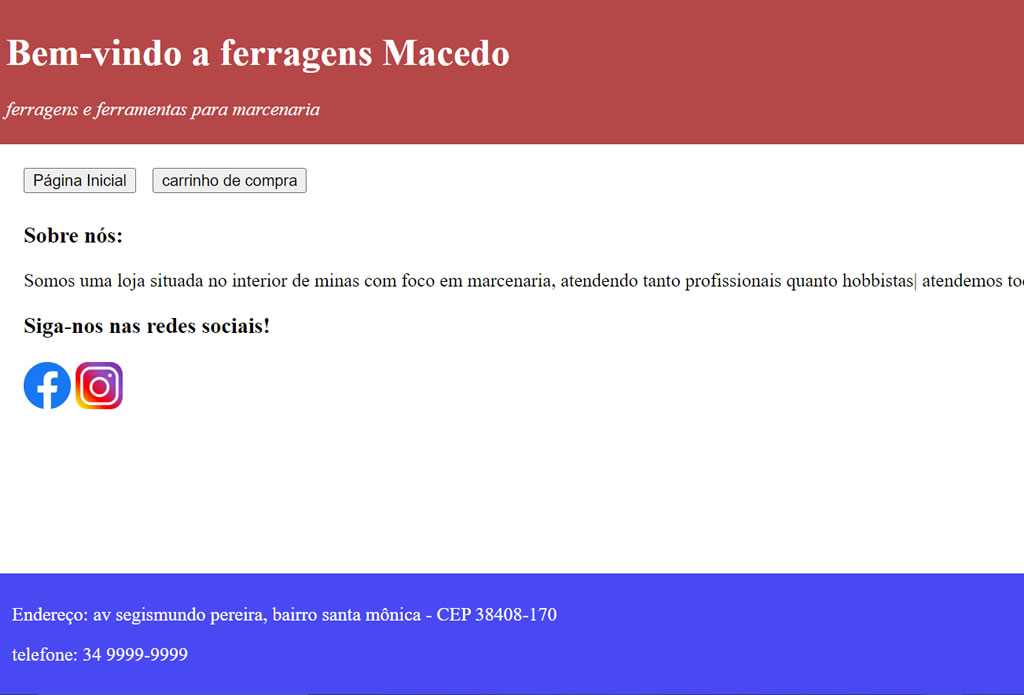 Bem-vindo a ferragens Macedo
ferragens e ferramentas para marcenaria
Página Inicial carrinho de compra
Sobre nós:
Somos uma loja situada no interior de minas com foco em marcenaria, atendendo tanto profissionais quanto hobbistas| atendemos
Siga-nos nas redes sociais!
Endereço: av segismundo pereira, bairro santa mônica - CEP 38408-170
telefone: 34 9999-9999